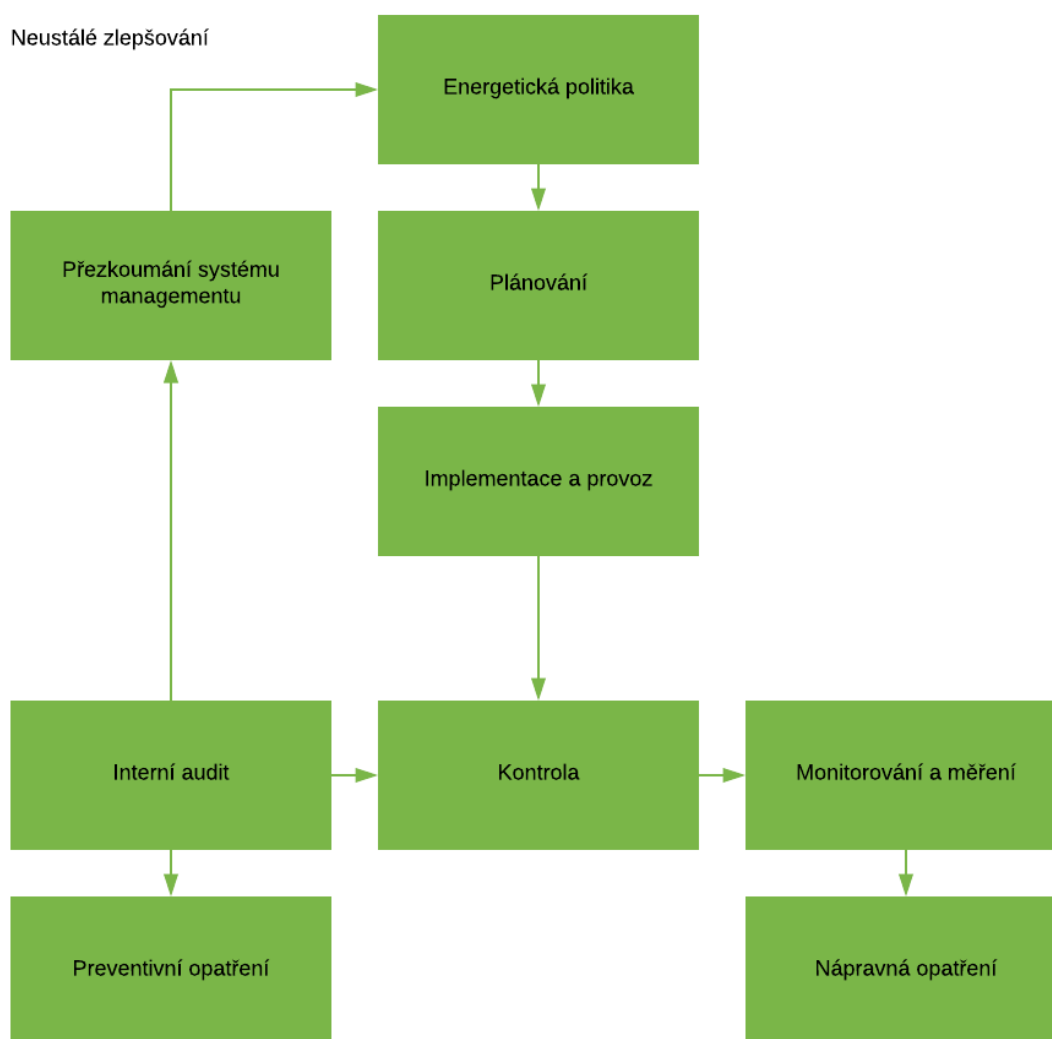 Neustálé zlepšování
Energetická politika
Přezkoumání systému
managementu
Plánování
Implementace a provoz
Interní audit
Kontrola
Monitorování a měření
Preventivní opatření
Nápravná opatření